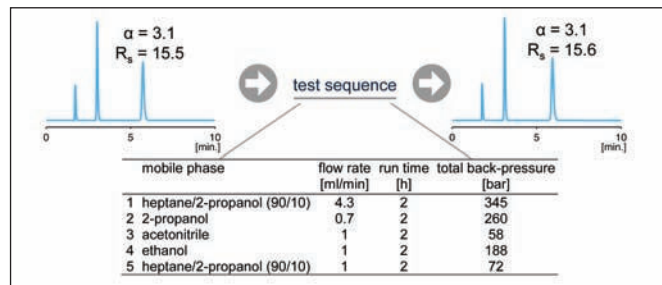 α = 3.1
Rs = 15.5
α = 3.1
Rs = 15.6
test sequence
0 5 10
[min.]
0 5 10
[min.]
mobile phase flow rate run time total back-pressure
[ml/min] [h] [bar]
1 heptane/2-propanol (90/10) 4.3 2 345
2 2-propanol 0.7 2 260
3 acetonitrile 1 2 58
4 ethanol 1 2 188
5 heptane/2-propanol (90/10) 1 2 72